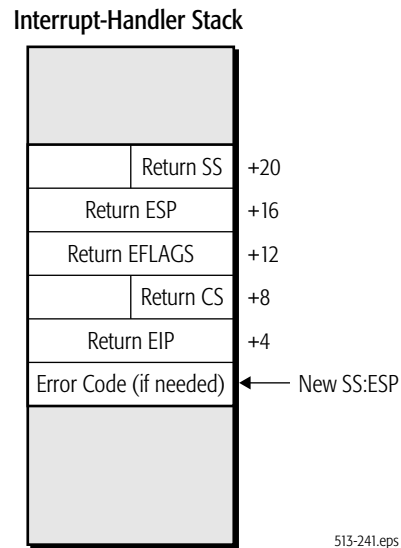 Interrupt-Handler Stack
Return SS +20
Return ESP +16
Return EFLAGS +12
Return CS +8
Return EIP +4
Error Code (if needed) New SS:ESP
513-241.eps